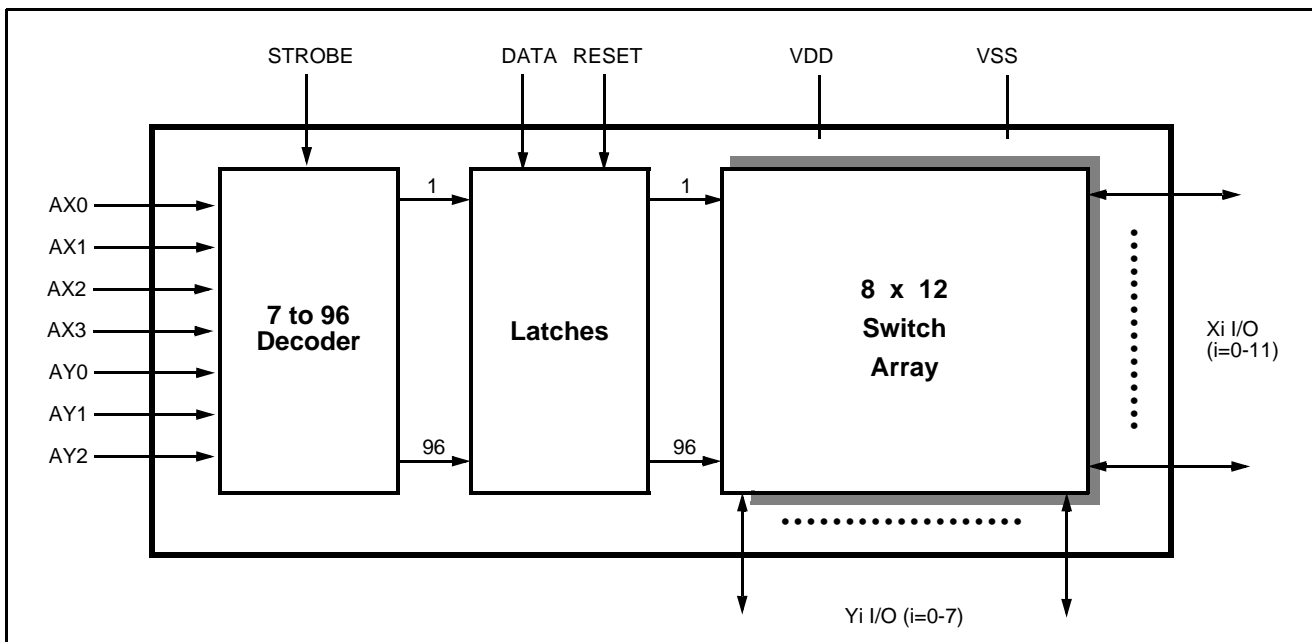 STROBE
DATA
RESET
VDD
VSS
AX0
AX1
AX2
AX3
AY0
AY1
AY2
7 to 96
Decoder
1
96
Latches
1
96
8 x 12
Switch
Array
Xi I/O
(i=0-11)
Yi I/O (i=0-7)